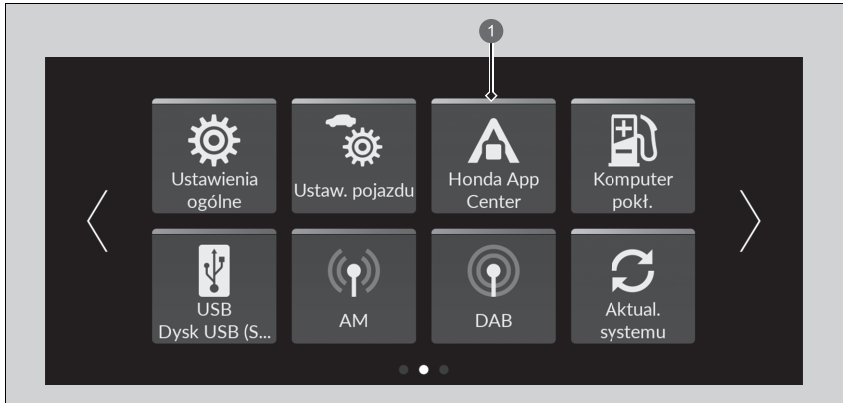 1
Ustawienia
ogólne
Ustaw. pojazdu
Honda App
Center
Komputer
pokł.
USB
Dysk USB (S...
AM
DAB
Aktual.
systemu